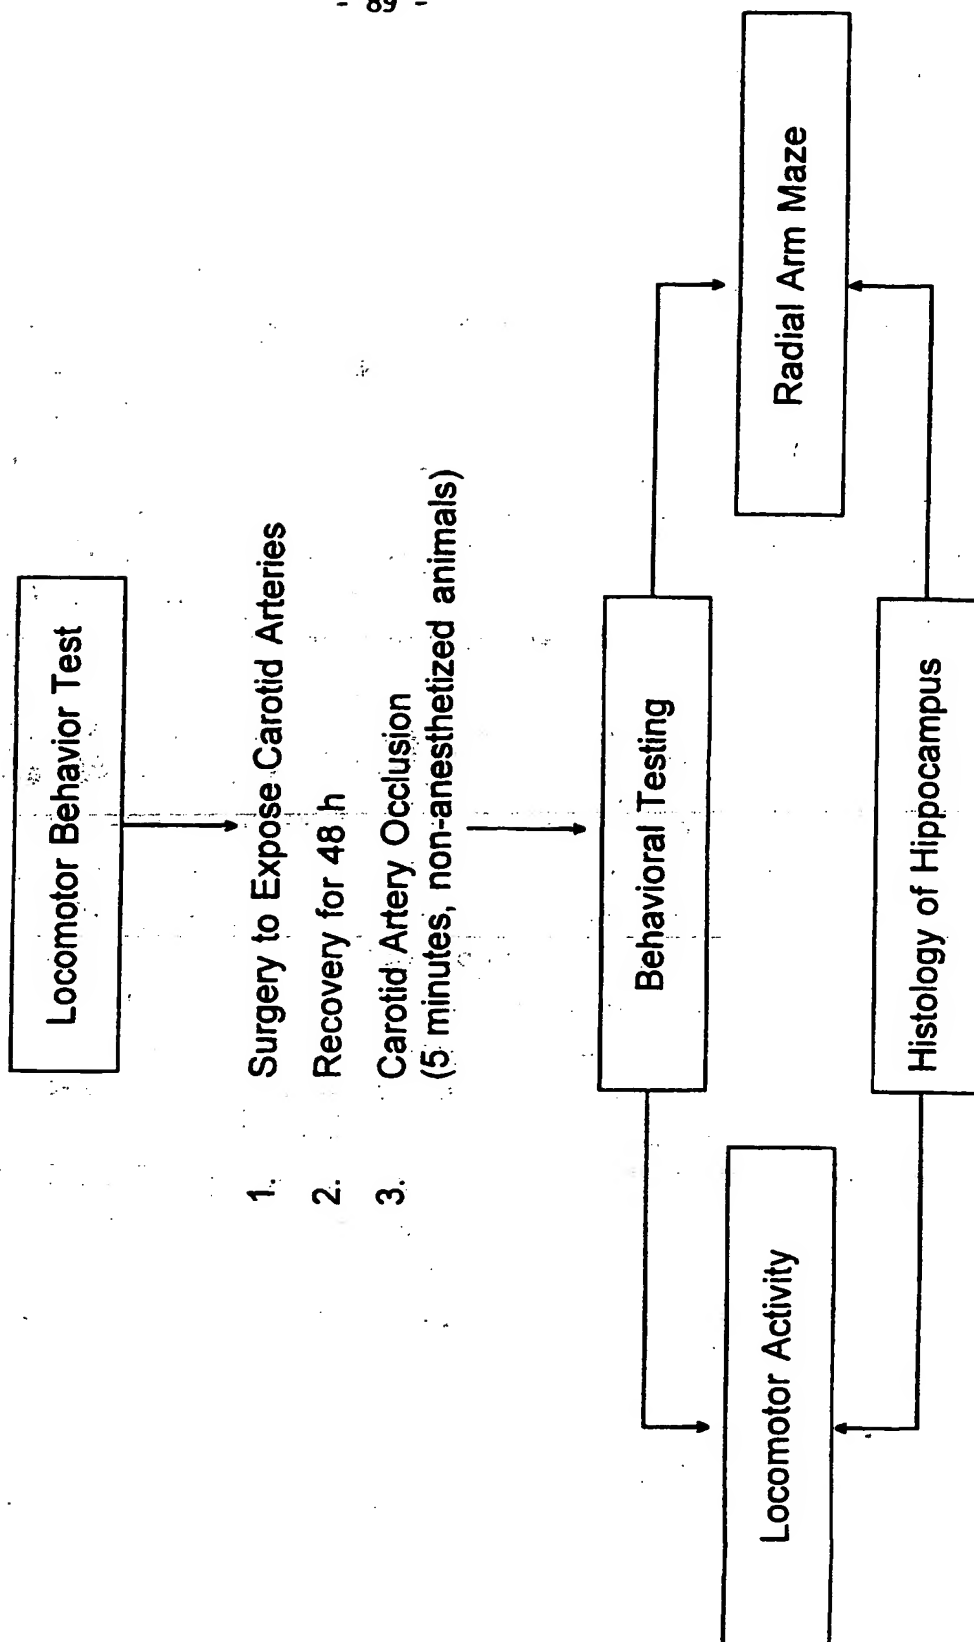 - 89 -
Locomotor Behavior Test
1. Surgery to Expose Carotid Arteries
2. Recovery for 48 h
3. Carotid Artery Occlusion
(5 minutes, non-anesthetized animals)
Behavioral Testing
Locomotor Activity
Radial Arm Maze
Histology of Hippocampus